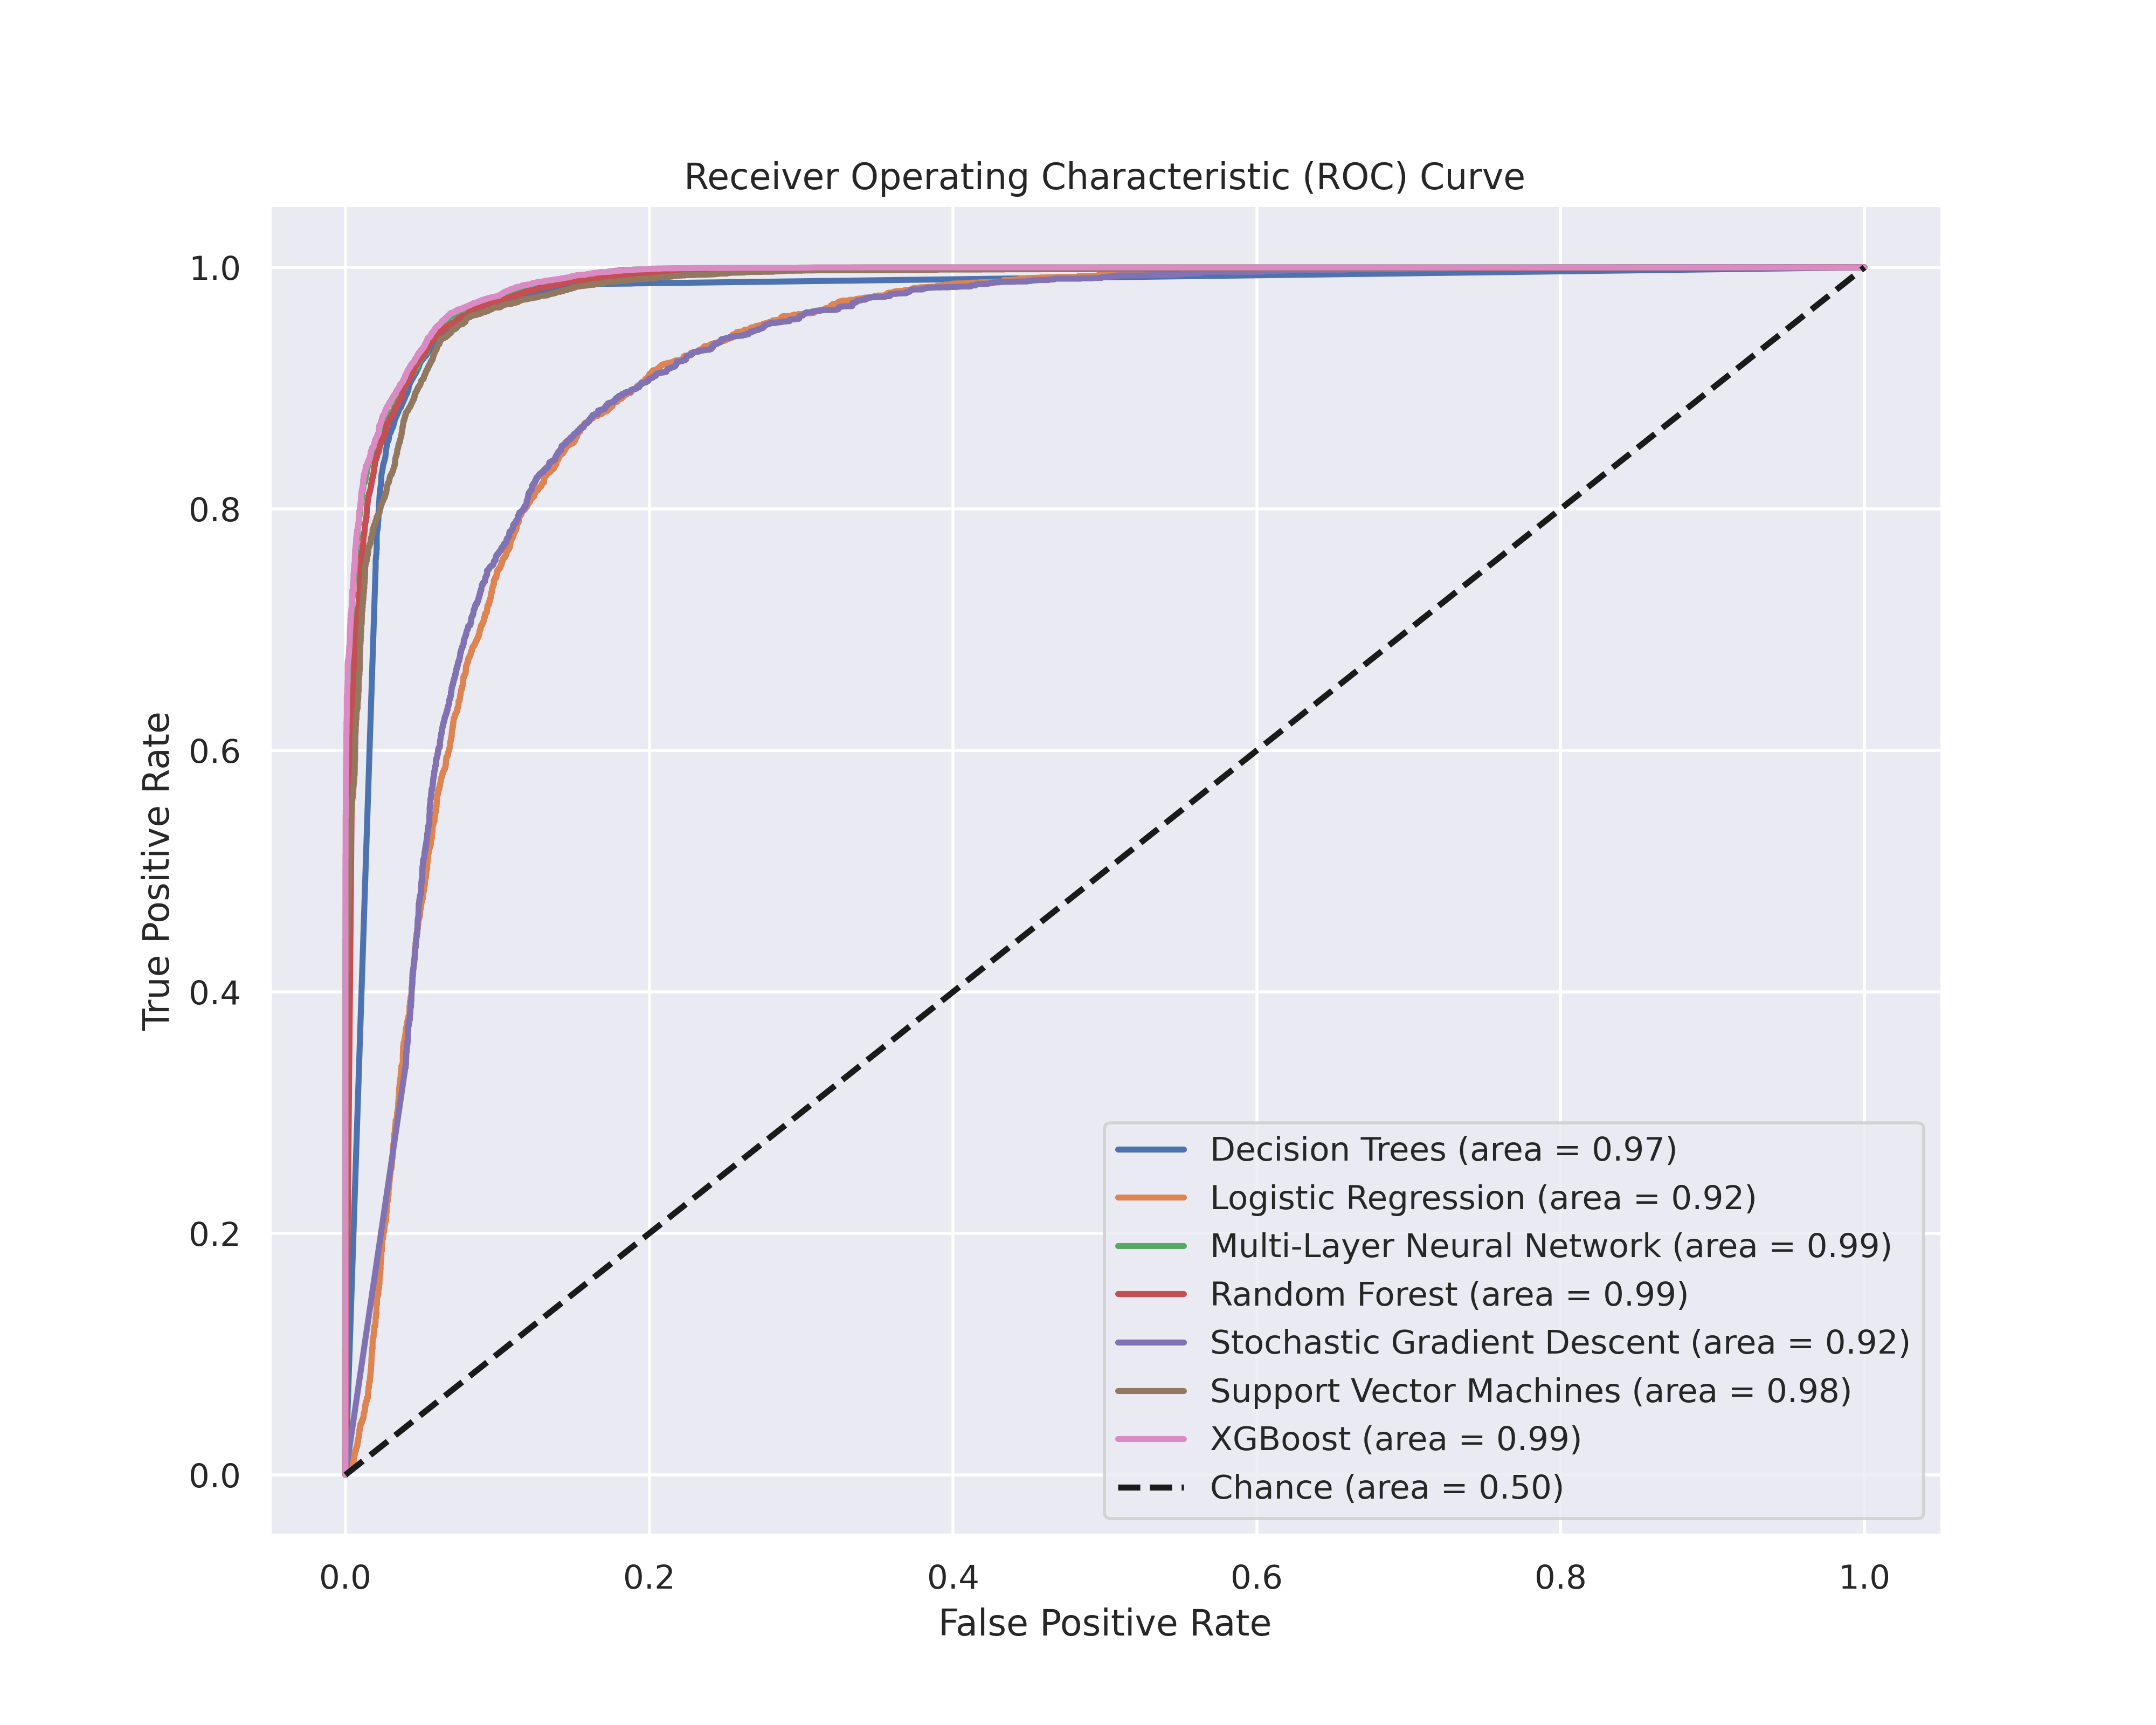 Receiver Operating Characteristic (ROC) Curve
1.0
0.8
0.6
0.4
0.2
0.0
True Positive Rate
Decision Trees (area = 0.97)
Logistic Regression (area = 0.92)
Multi-Layer Neural Network (area = 0.99)
Random Forest (area = 0.99)
Stochastic Gradient Descent (area = 0.92)
Support Vector Machines (area = 0.98)
XGBoost (area = 0.99)
Chance (area = 0.50)
0.0 0.2 0.4 0.6 0.8 1.0
False Positive Rate